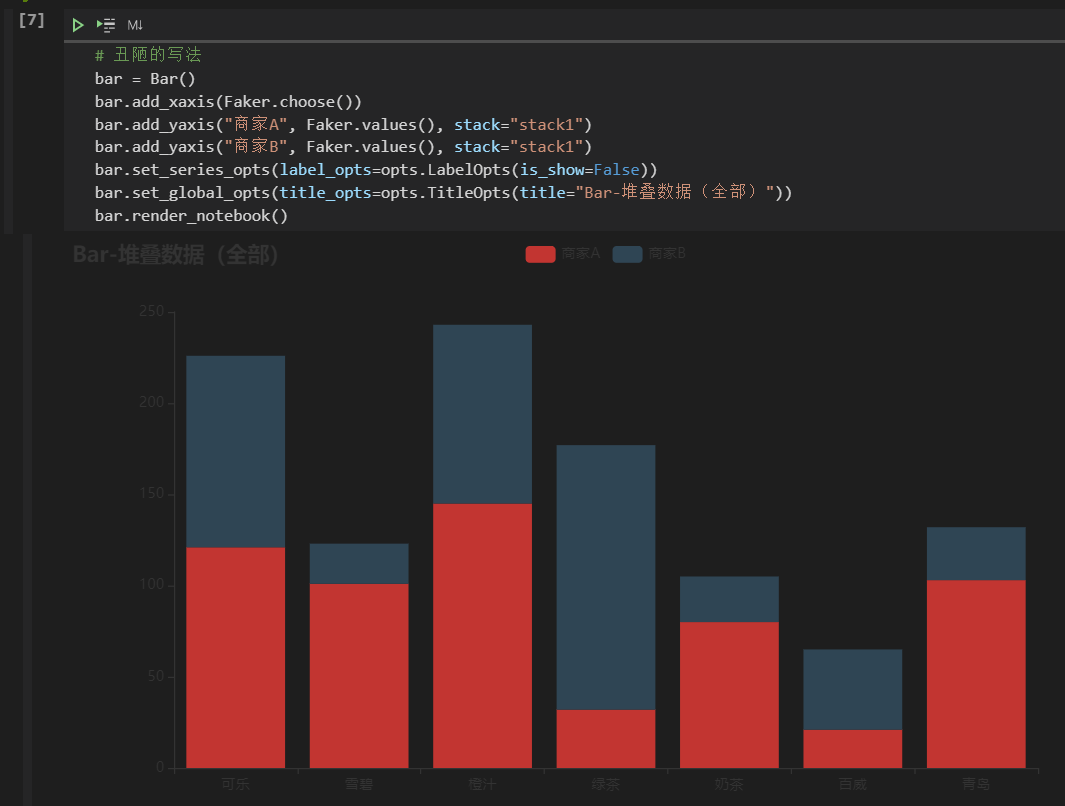 [7]
M↓
# 丑陋的写法
bar = Bar()
bar.add_xaxis(Faker.choose())
bar.add_yaxis("商家A", Faker.values(), stack="stack1")
bar.add_yaxis("商家B", Faker.values(), stack="stack1")
bar.set_series_opts(label_opts=opts.LabelOpts(is_show=False))
bar.set_global_opts(title_opts=opts.TitleOpts(title="Bar-堆叠数据（全部）"))
bar.render_notebook()
Bar-堆叠数据（全部） 商家A 商家B
250
200
150
100
50
0
可乐 雪碧 橙汁 绿茶 奶茶 百威 青岛